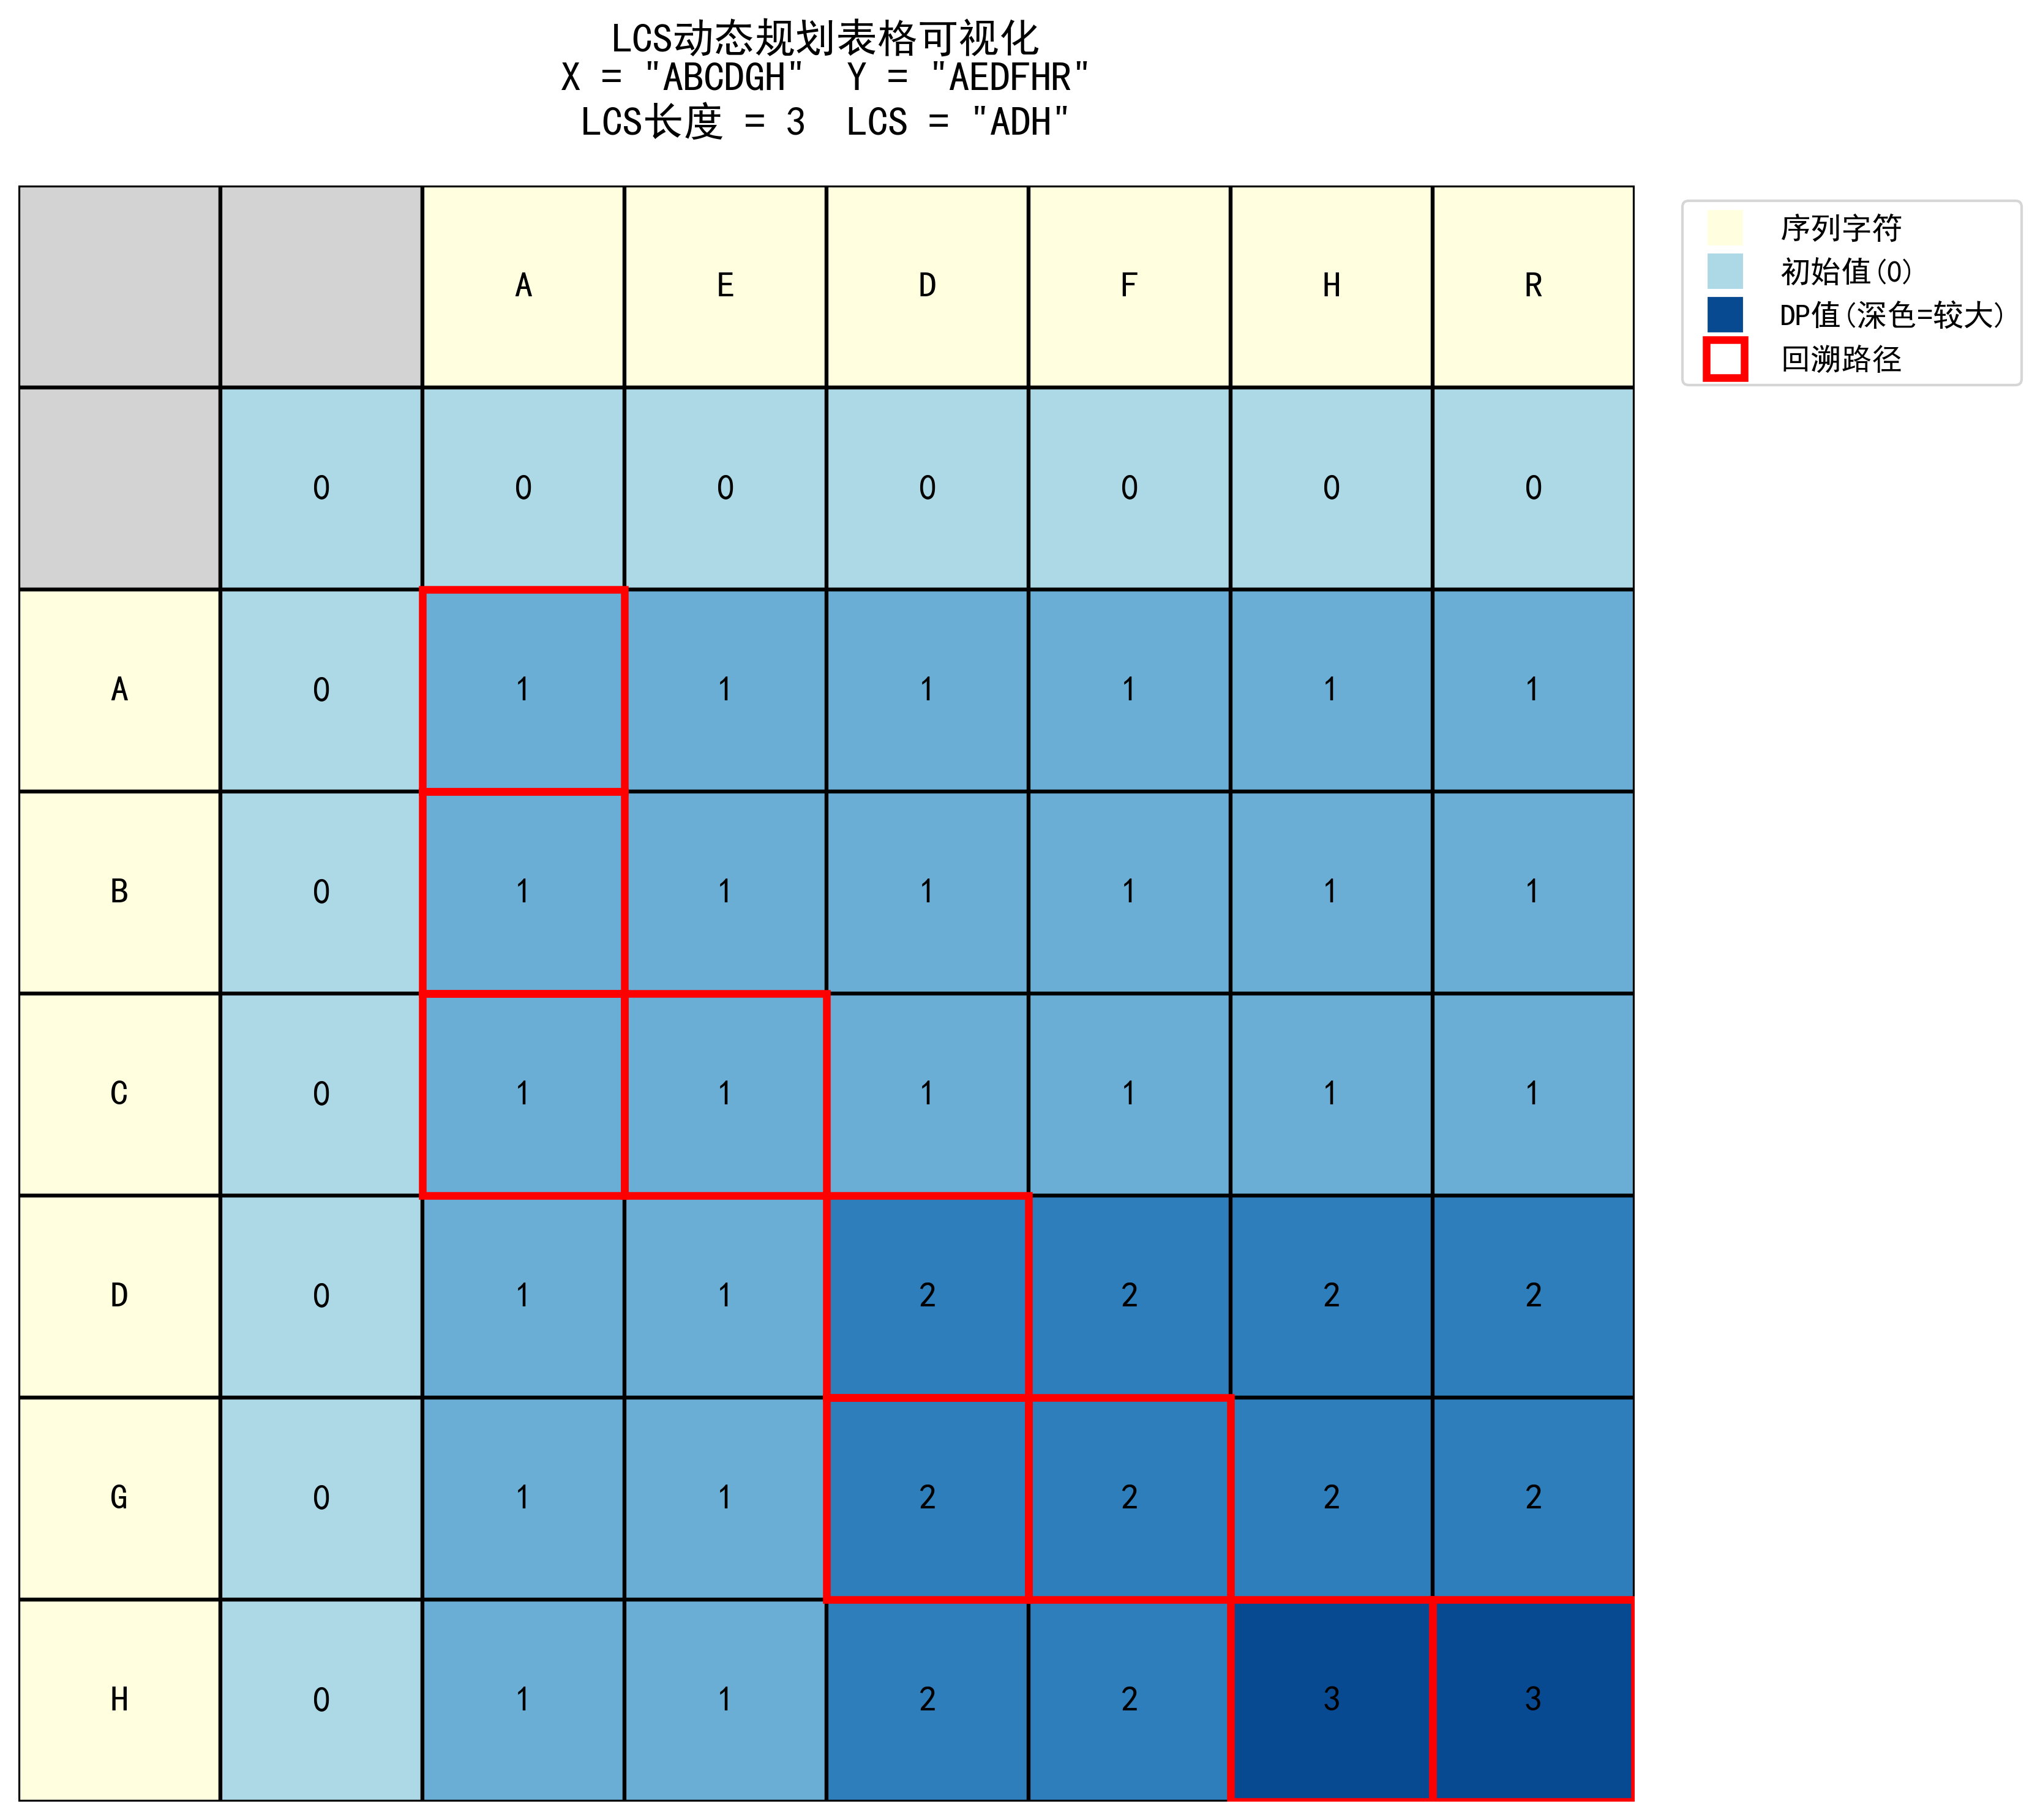 LCS动态规划表格可视化
X = "ABCDGH"  Y = "AEDFHR"
LCS长度 = 3  LCS = "ADH"
A E D F H R
0 0 0 0 0 0 0
A 0 1 1 1 1 1 1
B 0 1 1 1 1 1 1
C 0 1 1 1 1 1 1
D 0 1 1 2 2 2 2
G 0 1 1 2 2 2 2
H 0 1 1 2 2 3 3
序列字符
初始值(0)
DP值(深色=较大)
回溯路径